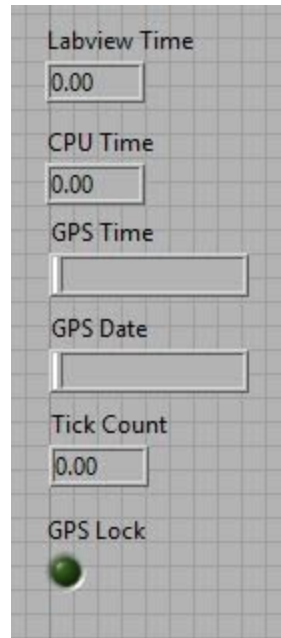 Labview Time
0.00
CPU Time
0.00
GPS Time
GPS Date
Tick Count
0.00
GPS Lock